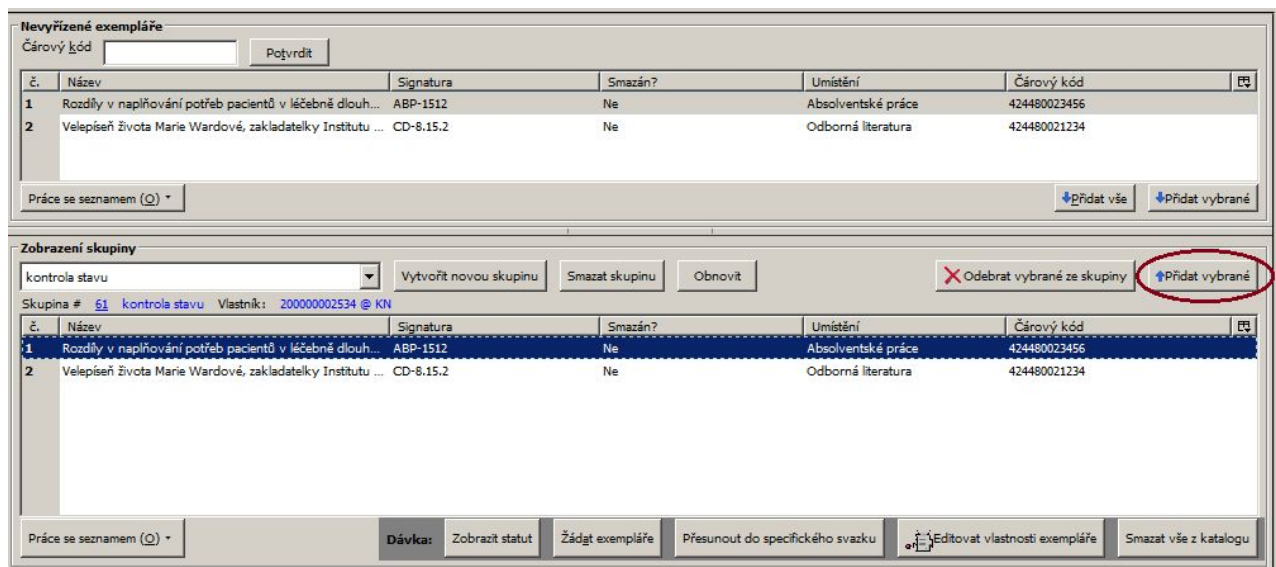 Nevyřízené exempláře
Čárový kód Potvrdit
č. Název Signatura Smazán? Umístění Čárový kód
1 Rozdíly v naplňování potřeb pacientů v léčebně dlouh... ABP-1512 Ne Absolventské práce 424480023456
2 Velepíseň života Marie Wardové, zakladatelky Institutu ... CD-8.15.2 Ne Odborná literatura 424480021234
Práce se seznamem (O) Přidat vše Přidat vybrané
Zobrazení skupiny
kontrola stavu Vytvořit novou skupinu Smazat skupinu Obnovit Odebrat vybrané ze skupiny Přidat vybrané
Skupina # 61 kontrola stavu Vlastník: 200000002534 @ KN
č. Název Signatura Smazán? Umístění Čárový kód
1 Rozdíly v naplňování potřeb pacientů v léčebně dlouh... ABP-1512 Ne Absolventské práce 424480023456
2 Velepíseň života Marie Wardové, zakladatelky Institutu ... CD-8.15.2 Ne Odborná literatura 424480021234
Práce se seznamem (O) Dávka: Zobrazit statut Žádat exempláře Přesunout do specifického svazku Editovat vlastnosti exempláře Smazat vše z katalogu